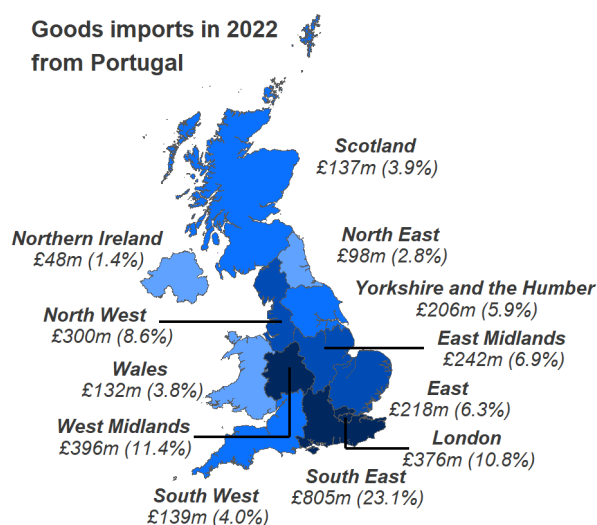 Goods imports in 2022
from Portugal
Scotland
£137m (3.9%)
Northern Ireland
£48m (1.4%)
North East
£98m (2.8%)
Yorkshire and the Humber
£206m (5.9%)
North West
£300m (8.6%)
East Midlands
£242m (6.9%)
Wales
£132m (3.8%)
East
£218m (6.3%)
West Midlands
£396m (11.4%)
London
£376m (10.8%)
South East
£805m (23.1%)
South West
£139m (4.0%)